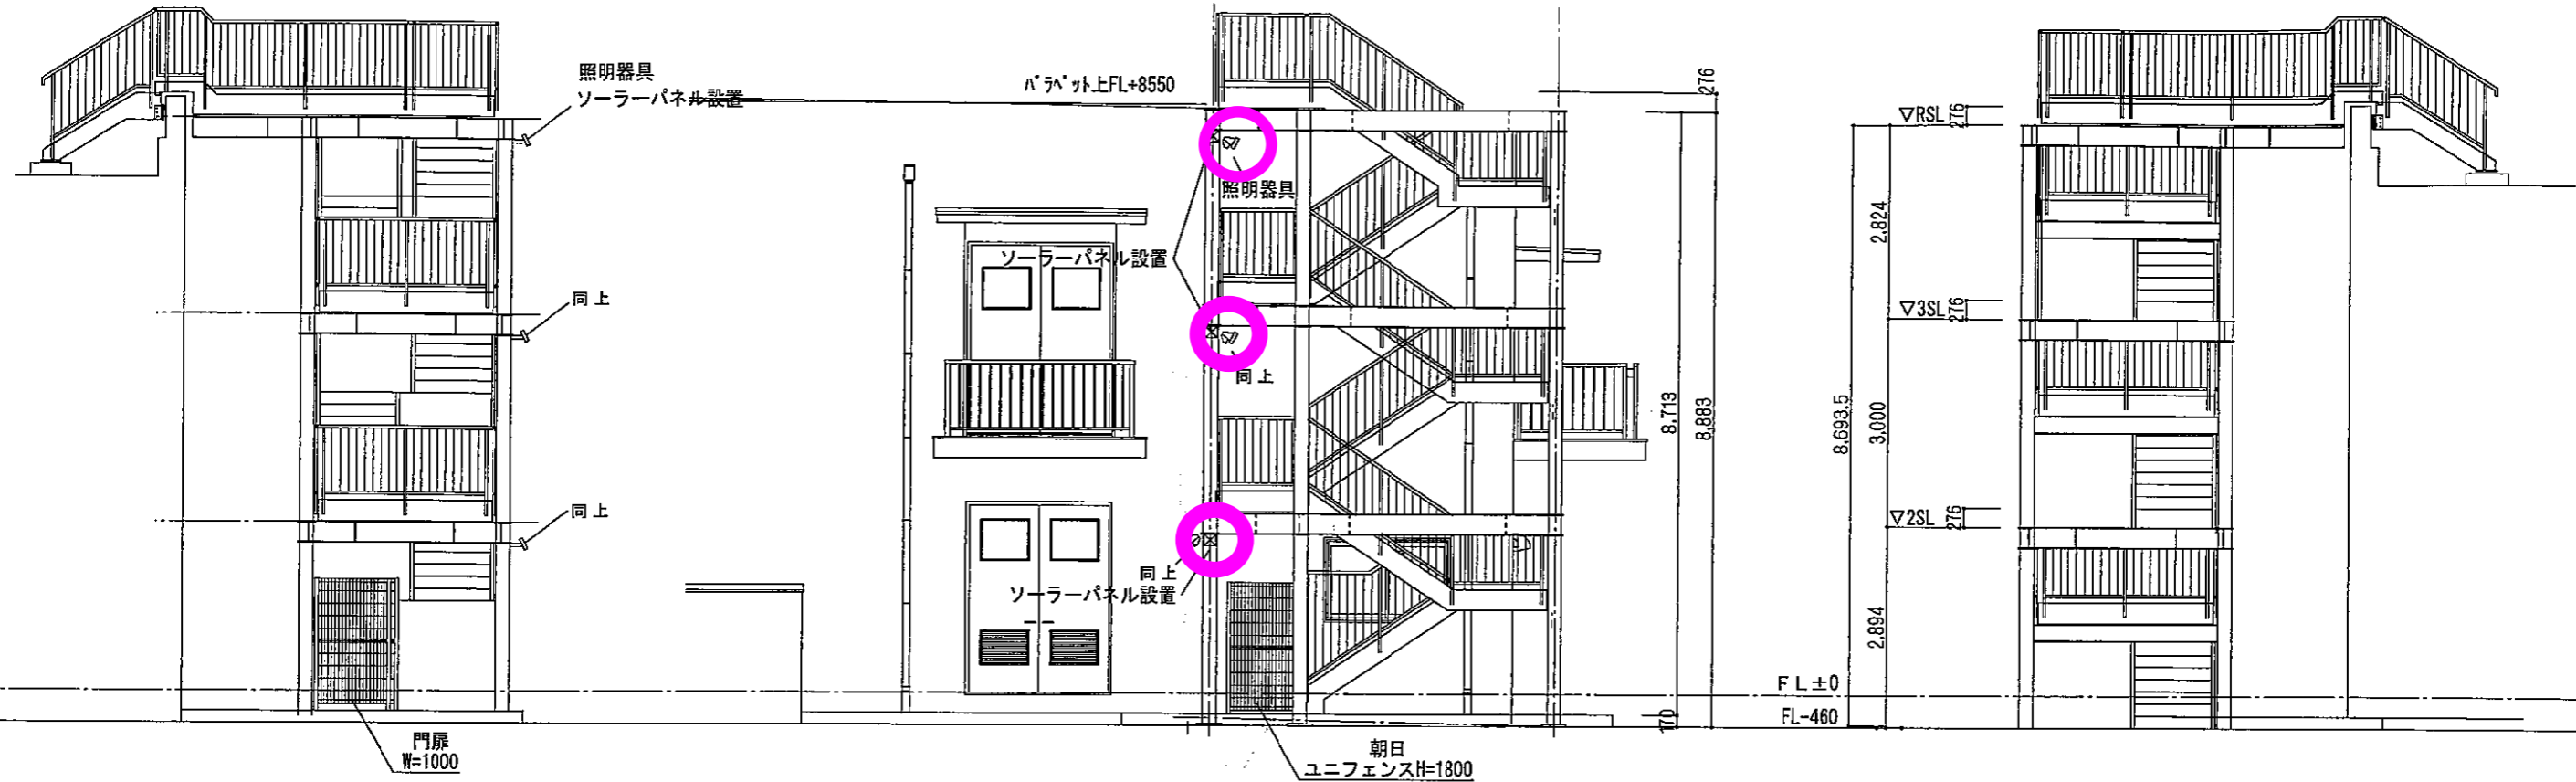 照明器具
ソーラーパネル設置
同上
同上
門扉
W=1000
パラペット上FL+8550
照明器具
ソーラーパネル設置
同上
同上
ソーラーパネル設置
朝日
ユニフェンスH=1800
276
8,713
8,883
170
FL±0
FL-460
▽RSL
276
2,824
▽3SL
276
3,000
8,693.5
▽2SL
276
2,894